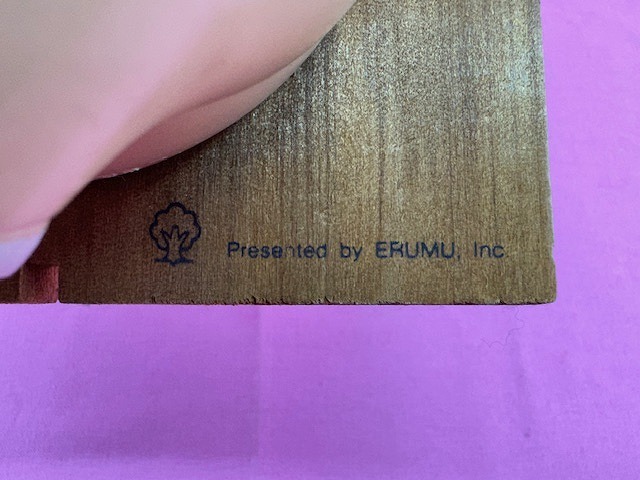 Presented by ERUMU, Inc